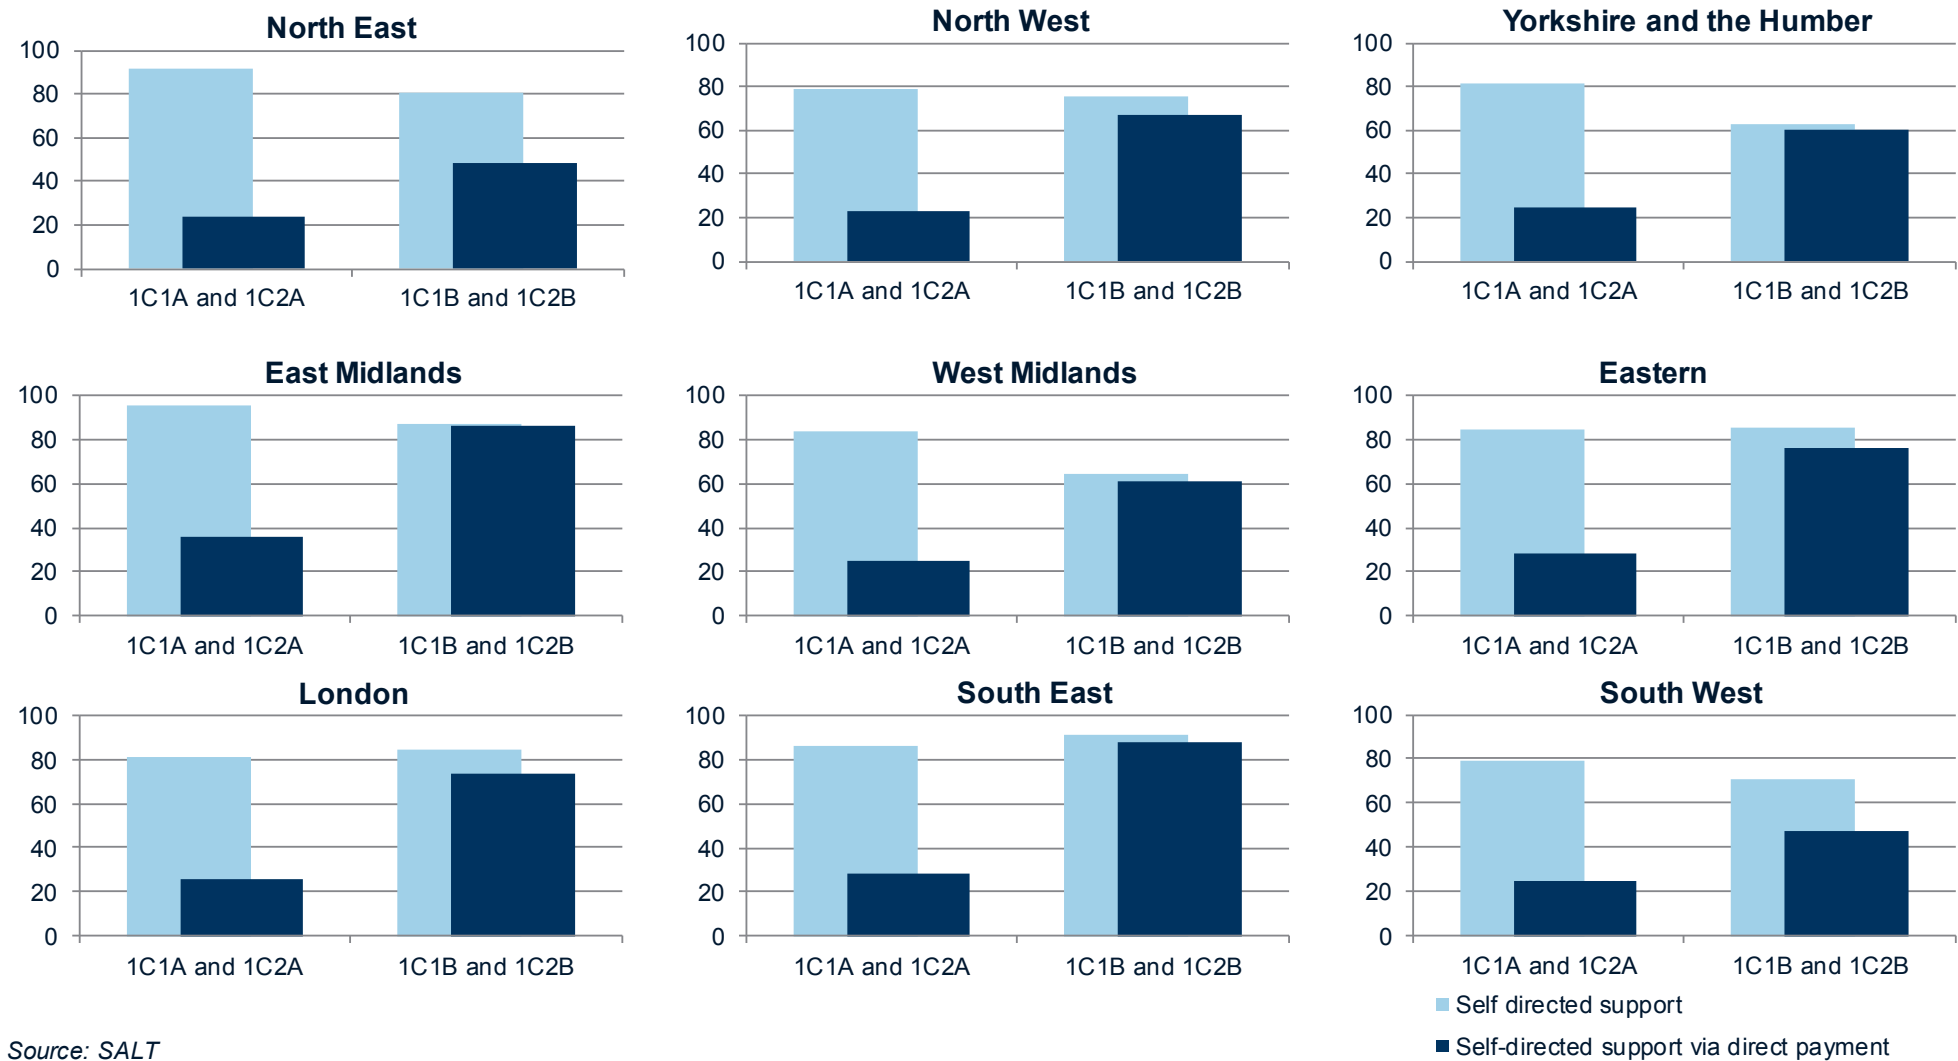 North East
100
80
60
40
20
0
1C1A and 1C2A
1C1B and 1C2B
North West
100
80
60
40
20
0
1C1A and 1C2A
1C1B and 1C2B
Yorkshire and the Humber
100
80
60
40
20
0
1C1A and 1C2A
1C1B and 1C2B
East Midlands
100
80
60
40
20
0
1C1A and 1C2A
1C1B and 1C2B
West Midlands
100
80
60
40
20
0
1C1A and 1C2A
1C1B and 1C2B
Eastern
100
80
60
40
20
0
1C1A and 1C2A
1C1B and 1C2B
London
100
80
60
40
20
0
1C1A and 1C2A
1C1B and 1C2B
South East
100
80
60
40
20
0
1C1A and 1C2A
1C1B and 1C2B
South West
100
80
60
40
20
0
1C1A and 1C2A
1C1B and 1C2B
Self directed support
Self-directed support via direct payment
Source: SALT